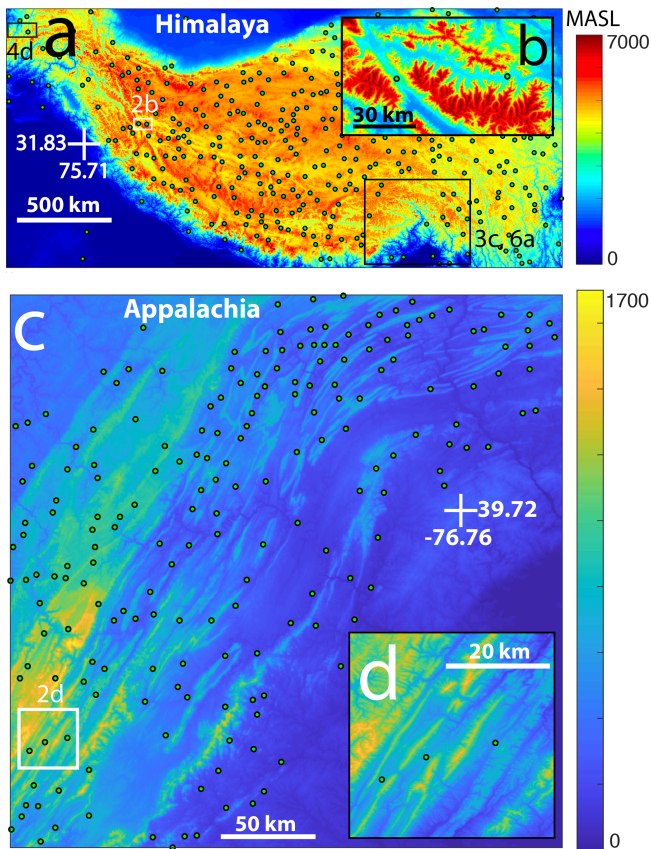 MASL
Himalaya
a
4d
b
7000
2b
30 km
31.83
75.71
500 km
3c, 6a
0
Appalachia
1700
c
39.72
-76.76
20 km
d
2d
50 km
0